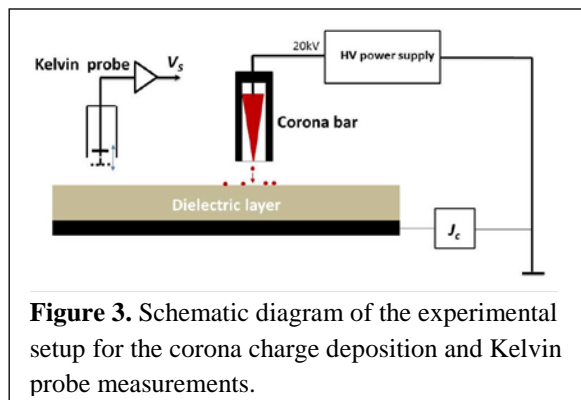 20kV
HV power supply
Kelvin probe
Vs
Corona bar
Dielectric layer
Jc
Figure 3. Schematic diagram of the experimental
setup for the corona charge deposition and Kelvin
probe measurements.